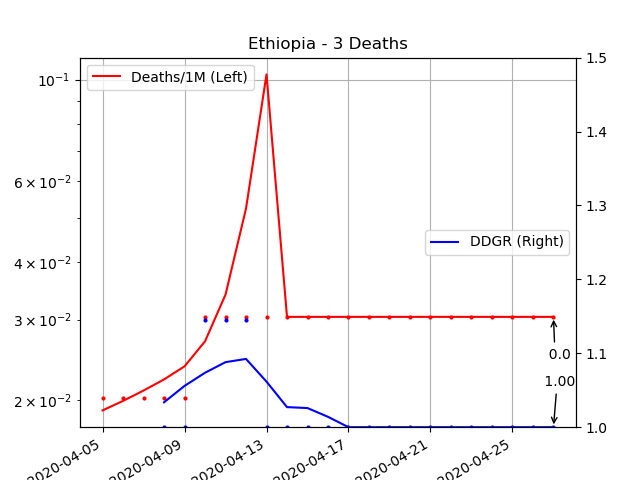 Ethiopia - 3 Deaths
Deaths/1M (Left)
DDGR (Right)
10⁻¹
6 × 10⁻²
4 × 10⁻²
3 × 10⁻²
2 × 10⁻²
1.5
1.4
1.3
1.2
1.1
1.0
0.0
1.00
2020-04-05
2020-04-09
2020-04-13
2020-04-17
2020-04-21
2020-04-25